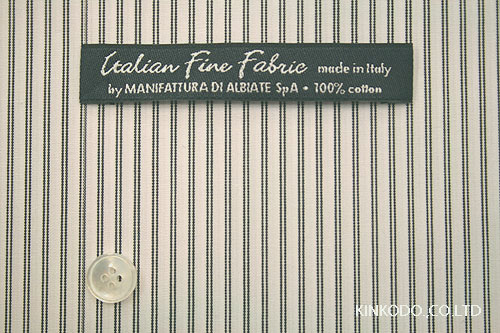 Italian Fine Fabric made in Italy
by MANIFATTURA DI ALBIATE SpA • 100% cotton
KINKODO.CO.LTD